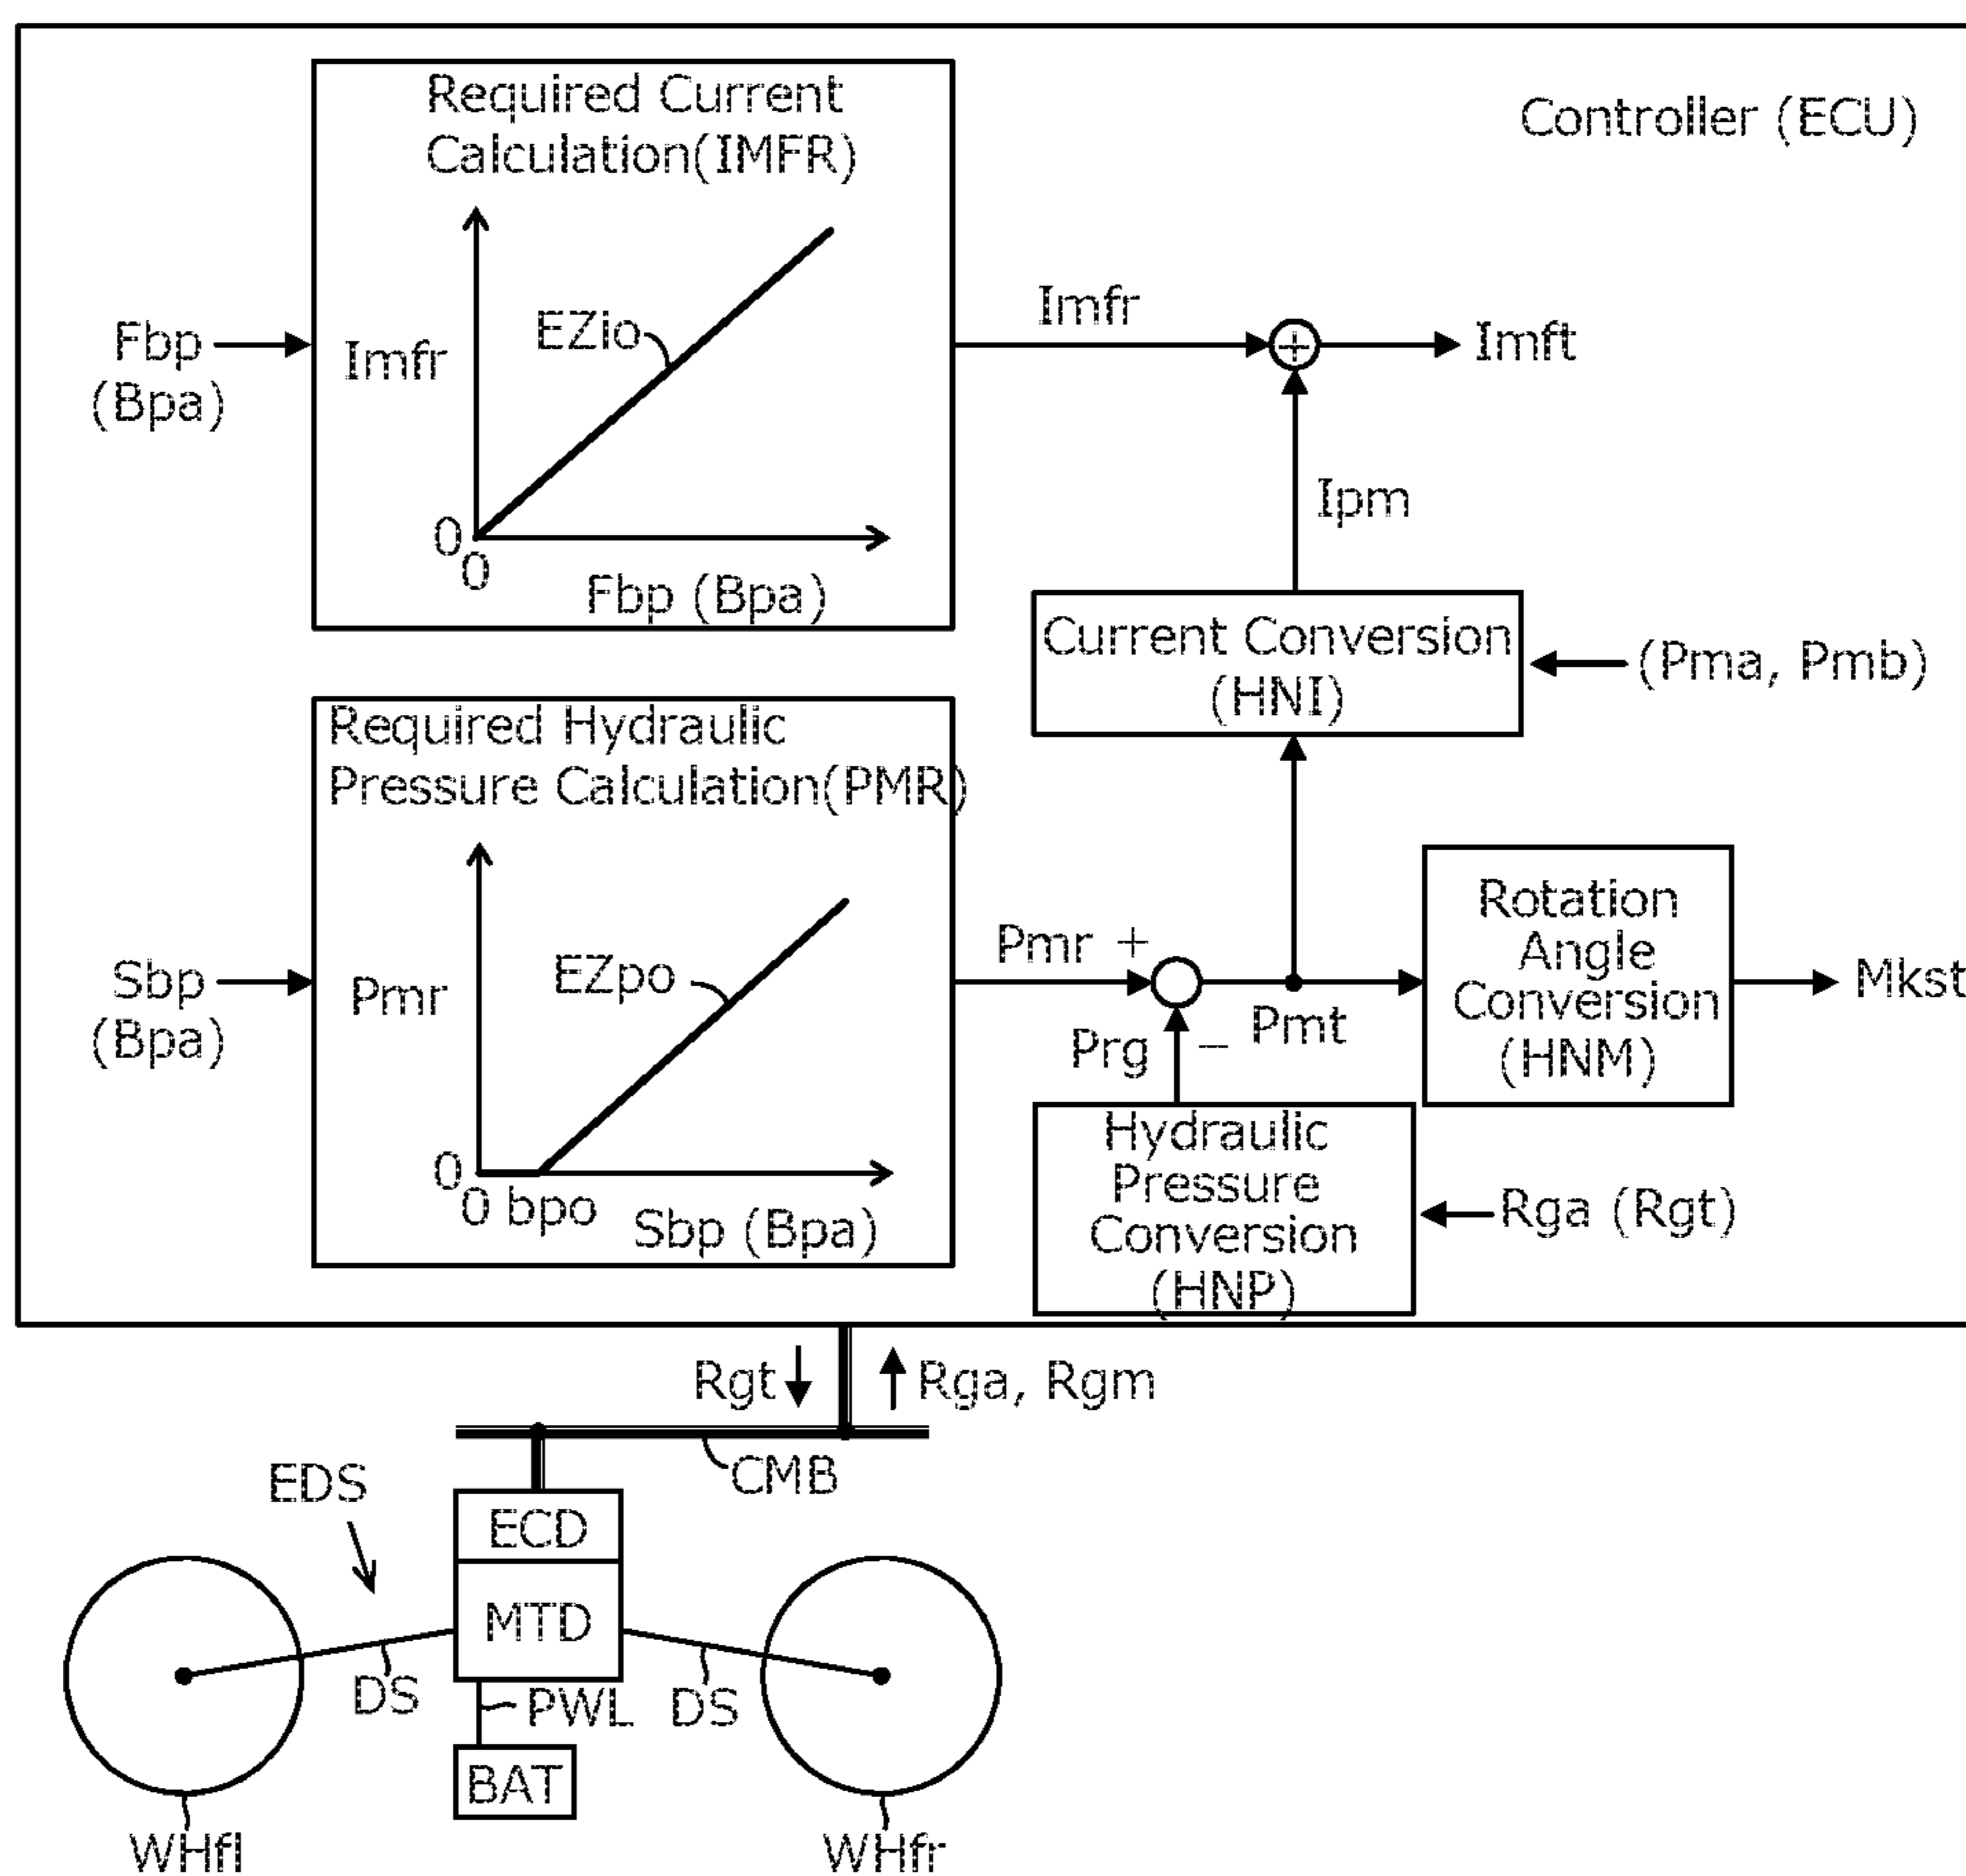 Controller (ECU)
Required Current
Calculation(IMFR)
Imfr
EZio
0
0
Fbp (Bpa)
Fbp
(Bpa)
Imfr
+
Imft
Ipm
Current Conversion
(HNI)
(Pma, Pmb)
Required Hydraulic
Pressure Calculation(PMR)
Pmr
EZpo
0
0 bpo
Sbp (Bpa)
Sbp
(Bpa)
Pmr +
Prg −
Pmt
Rotation
Angle
Conversion
(HNM)
Mkst
Hydraulic
Pressure
Conversion
(HNP)
Rga (Rgt)
Rgt
Rga, Rgm
CMB
EDS
ECD
MTD
DS
PWL
DS
BAT
WHfl
WHfr